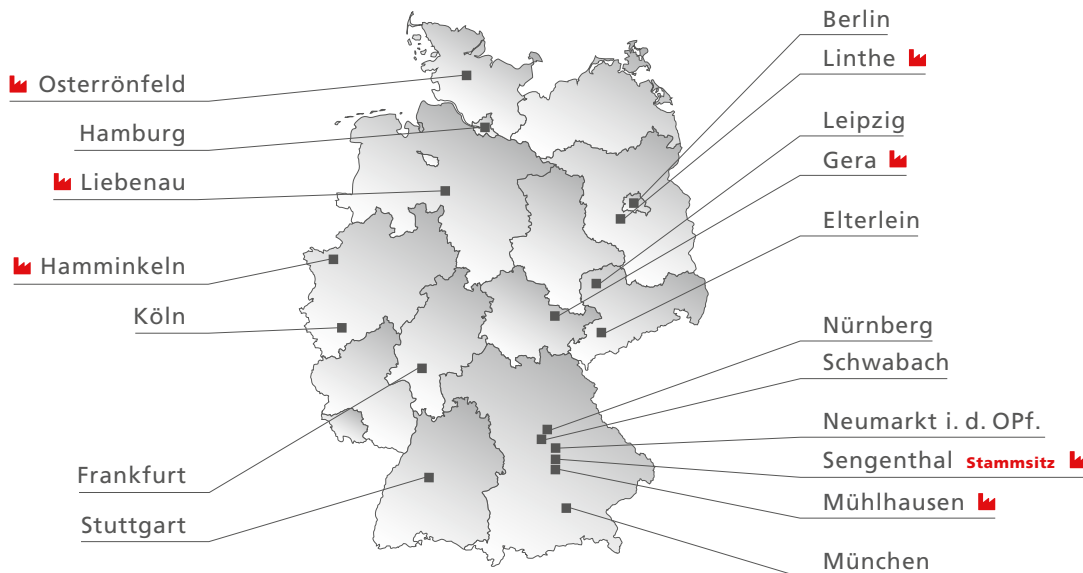 Osterrönfeld
Hamburg
Liebenau
Hamminkeln
Köln
Frankfurt
Stuttgart
Berlin
Linthe
Leipzig
Gera
Elterlein
Nürnberg
Schwabach
Neumarkt i. d. OPf.
Sengenthal Stammsitz
Mühlhausen
München